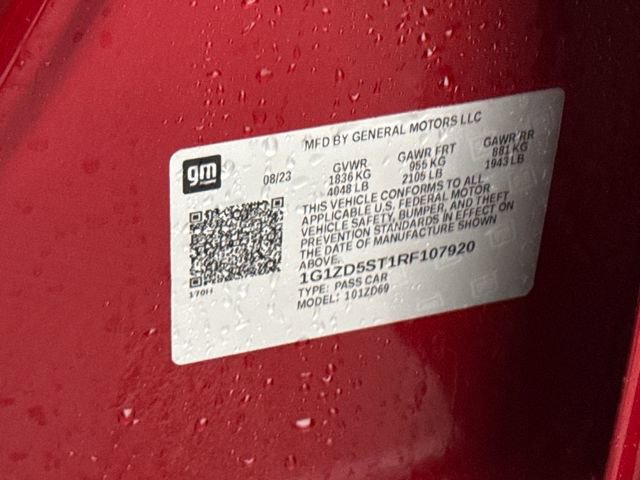 MFD BY GENERAL MOTORS LLC
gm
08/23
GVWR GAWR FRT GAWR RR
1836 KG 955 KG 881 KG
4048 LB 2105 LB 1943 LB
THIS VEHICLE CONFORMS TO ALL
APPLICABLE U.S. FEDERAL MOTOR
VEHICLE SAFETY, BUMPER, AND THEFT
PREVENTION STANDARDS IN EFFECT ON
THE DATE OF MANUFACTURE SHOWN
ABOVE.
1G1ZD5ST1RF107920
TYPE: PASS CAR
MODEL: 101ZD69